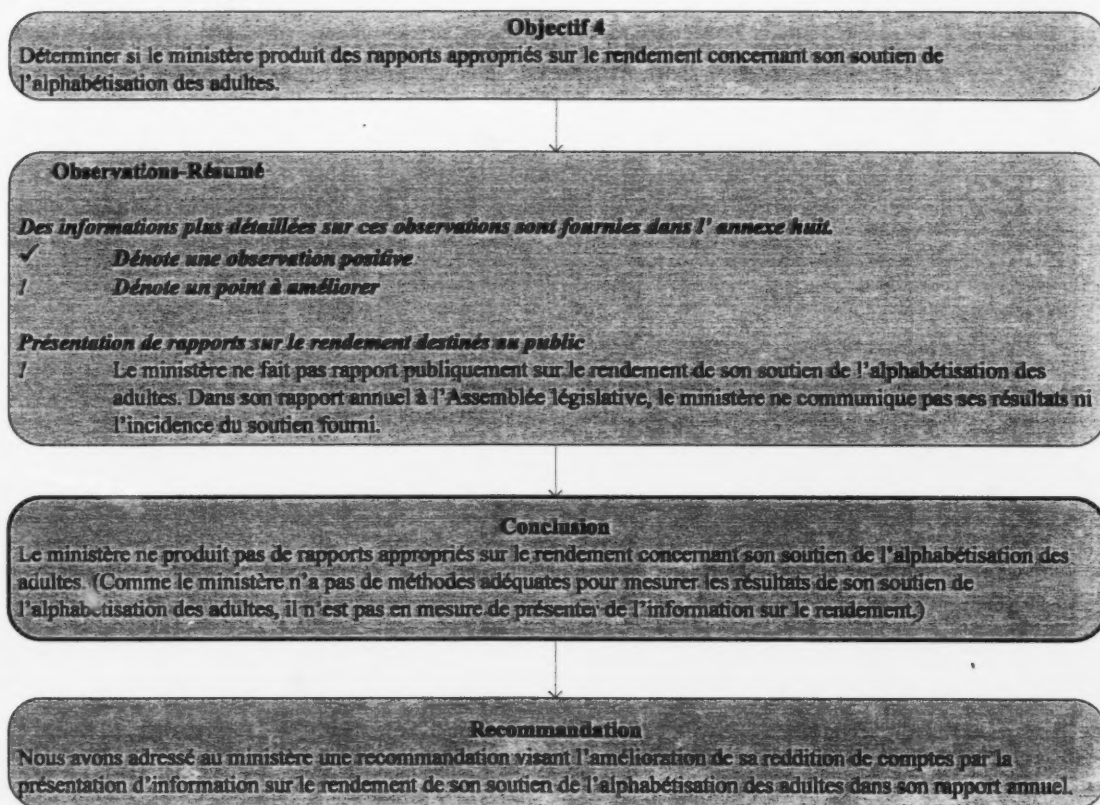 Objectif 4
Déterminer si le ministère produit des rapports appropriés sur le rendement concernant son soutien de
l'alphabétisation des adultes.
Observations-Résumé
Des informations plus détaillées sur ces observations sont fournies dans l' annexe huit.
✓ Dénote une observation positive
! Dénote un point à améliorer
Présentation de rapports sur le rendement destinés au public
! Le ministère ne fait pas rapport publiquement sur le rendement de son soutien de l'alphabétisation des
adultes. Dans son rapport annuel à l'Assemblée législative, le ministère ne communique pas ses résultats ni
l'incidence du soutien fourni.
Conclusion
Le ministère ne produit pas de rapports appropriés sur le rendement concernant son soutien de l'alphabétisation des
adultes. (Comme le ministère n'a pas de méthodes adéquates pour mesurer les résultats de son soutien de
l'alphabétisation des adultes, il n'est pas en mesure de présenter de l'information sur le rendement.)
Recommandation
Nous avons adressé au ministère une recommandation visant l'amélioration de sa reddition de comptes par la
présentation d'information sur le rendement de son soutien de l'alphabétisation des adultes dans son rapport annuel.